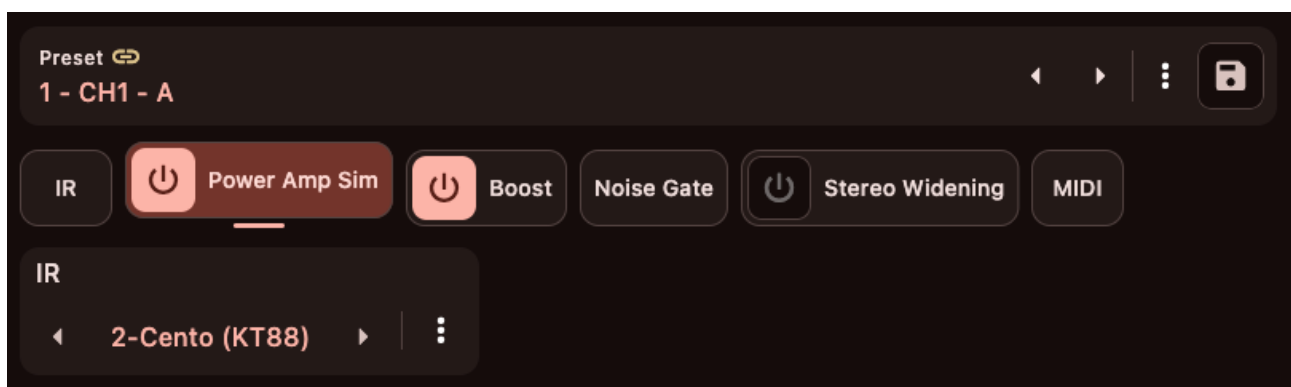 Preset
1 - CH1 - A
IR
Power Amp Sim
Boost
Noise Gate
Stereo Widening
MIDI
IR
2-Cento (KT88)